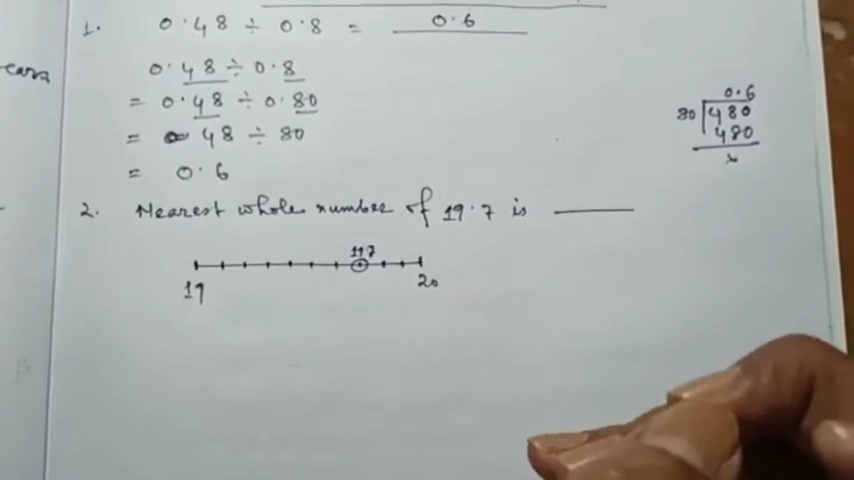 1. 0.48 ÷ 0.8 = 0.6
0.48 ÷ 0.8
= 0.48 ÷ 0.80
= 48 ÷ 80
= 0.6
0.6
80 480
480
x
2. Nearest whole number of 19.7 is
19.7
19 20